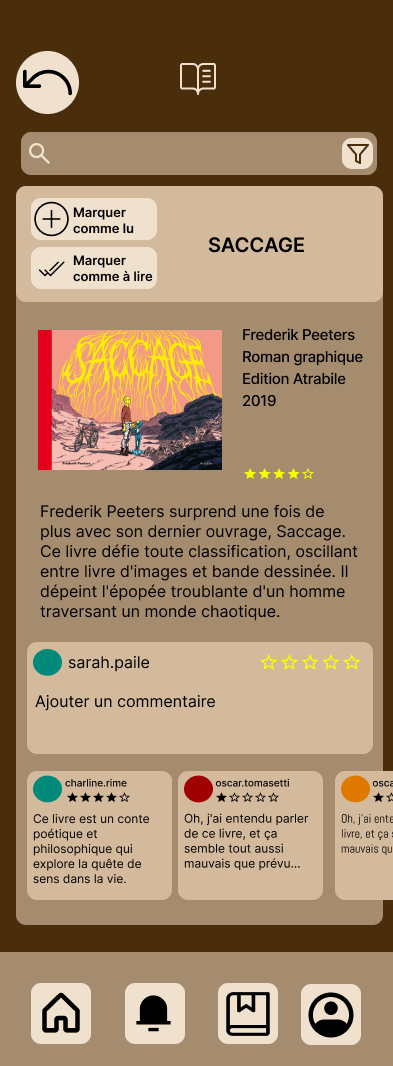 Marquer
comme lu
Marquer
comme à lire
SACCAGE
SACCAGE
Frederik Peeters
Frederik Peeters
Roman graphique
Edition Atrabile
2019
Frederik Peeters surprend une fois de
plus avec son dernier ouvrage, Saccage.
Ce livre défie toute classification, oscillant
entre livre d'images et bande dessinée. Il
dépeint l'épopée troublante d'un homme
traversant un monde chaotique.
sarah.paile
Ajouter un commentaire
charline.rime
Ce livre est un conte
poétique et
philosophique qui
explore la quête de
sens dans la vie.
oscar.tomasetti
Oh, j'ai entendu parler
de ce livre, et ça
semble tout aussi
mauvais que prévu...
osca
Oh, j'ai ente
livre, et ça s
mauvais qu